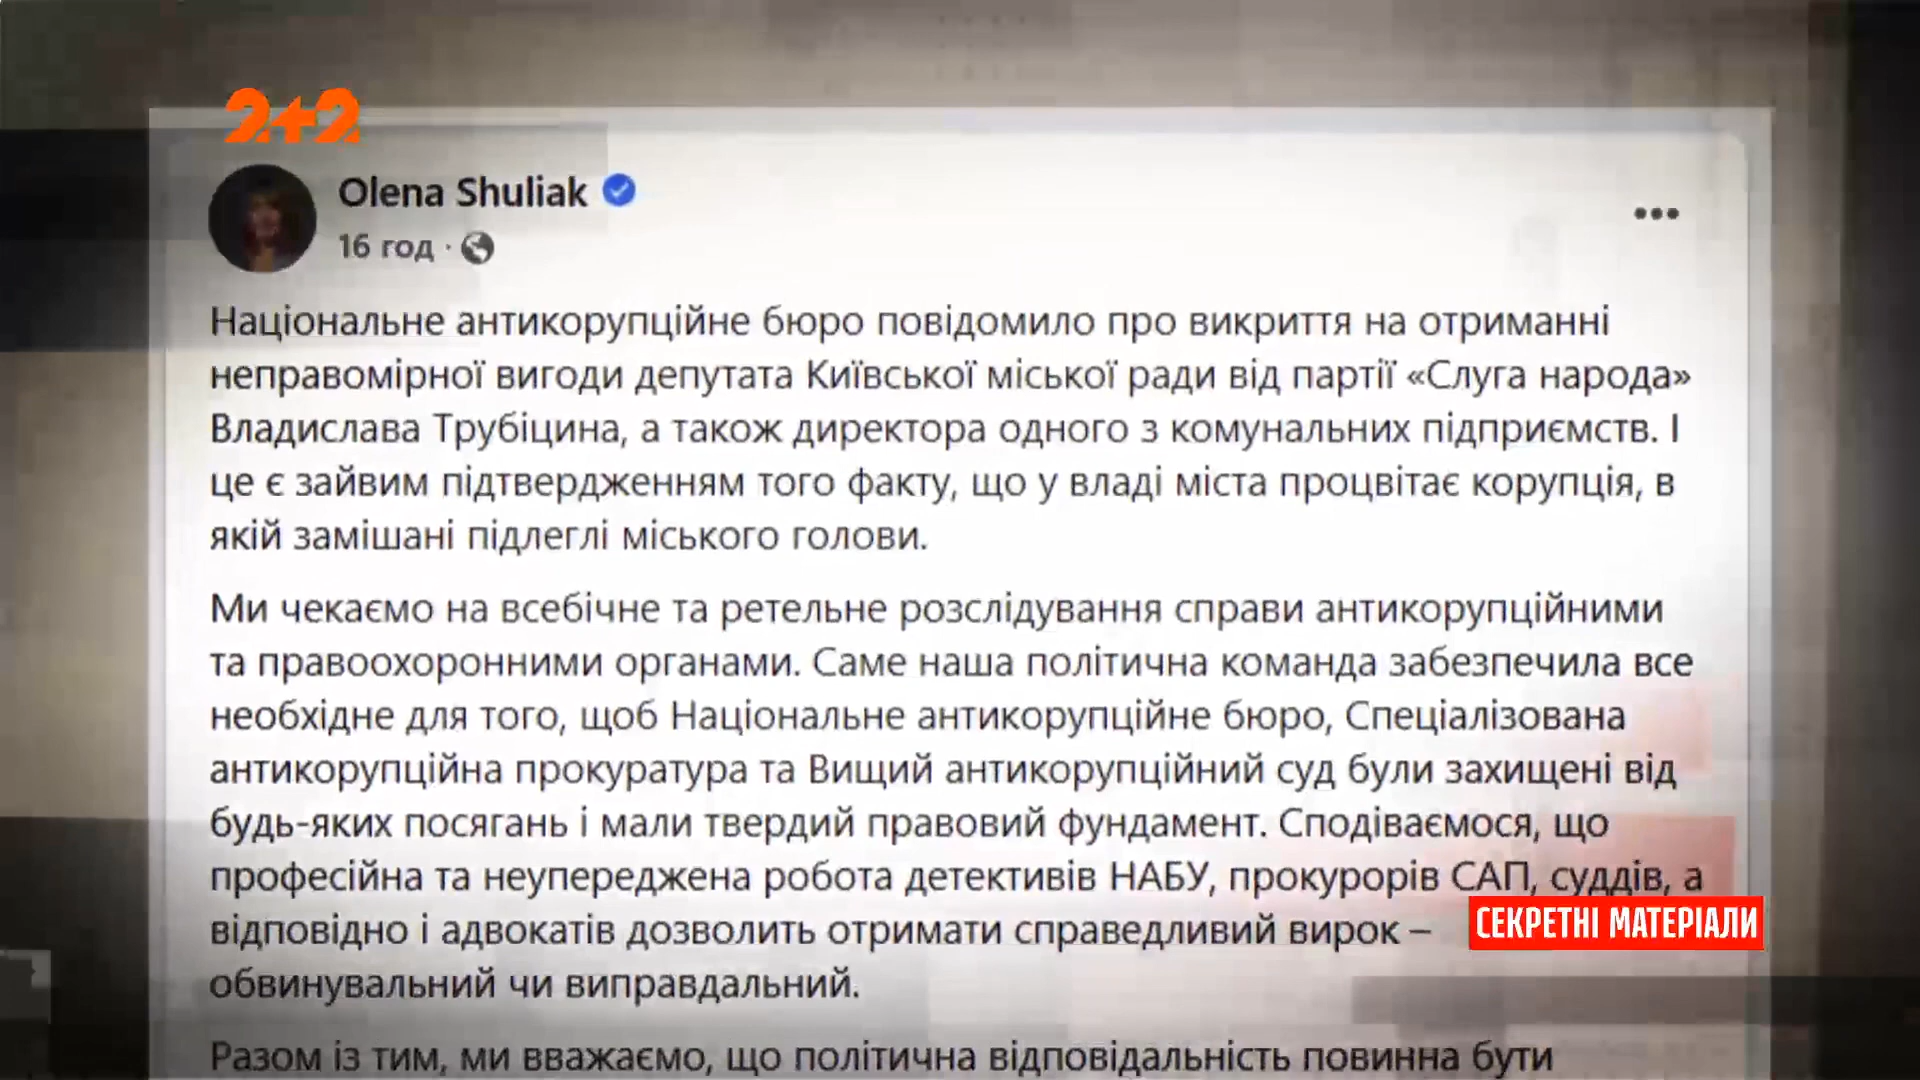 2+2
Olena Shuliak
16 год ·
Національне антикорупційне бюро повідомило про викриття на отриманні
неправомірної вигоди депутата Київської міської ради від партії «Слуга народа»
Владислава Трубіцина, а також директора одного з комунальних підприємств. І
це є зайвим підтвердженням того факту, що у владі міста процвітає корупція, в
якій замішані підлеглі міського голови.
Ми чекаємо на всебічне та ретельне розслідування справи антикорупційними
та правоохоронними органами. Саме наша політична команда забезпечила все
необхідне для того, щоб Національне антикорупційне бюро, Спеціалізована
антикорупційна прокуратура та Вищий антикорупційний суд були захищені від
будь-яких посягань і мали твердий правовий фундамент. Сподіваємося, що
професійна та неупереджена робота детективів НАБУ, прокурорів САП, суддів, а
відповідно і адвокатів дозволить отримати справедливий вирок –
СЕКРЕТНІ МАТЕРІАЛИ
обвинувальний чи виправдальний.
Разом із тим, ми вважаємо, що політична відповідальність повинна бути